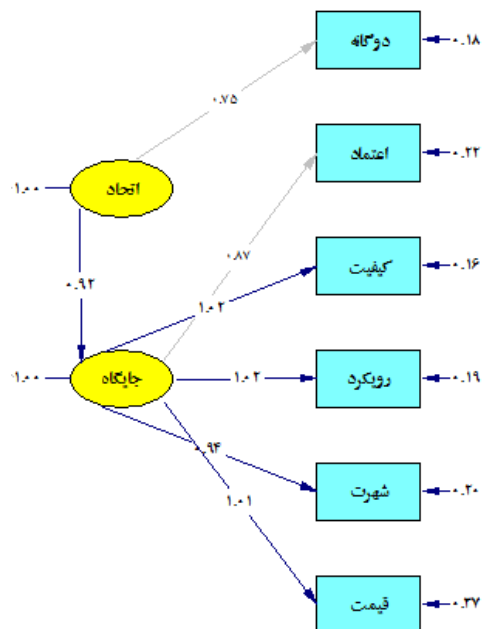 دوگانه
۰.۱۸
۰.۷۵
اعتماد
۰.۲۲
اتحاد
۱.۰۰
۰.۸۷
کیفیت
۰.۱۶
۰.۹۲
۱.۰۲
جایگاه
۱.۰۰
۱.۰۲
رویکرد
۰.۱۹
۰.۹۴
شهرت
۰.۲۰
۱.۰۱
قیمت
۰.۲۷